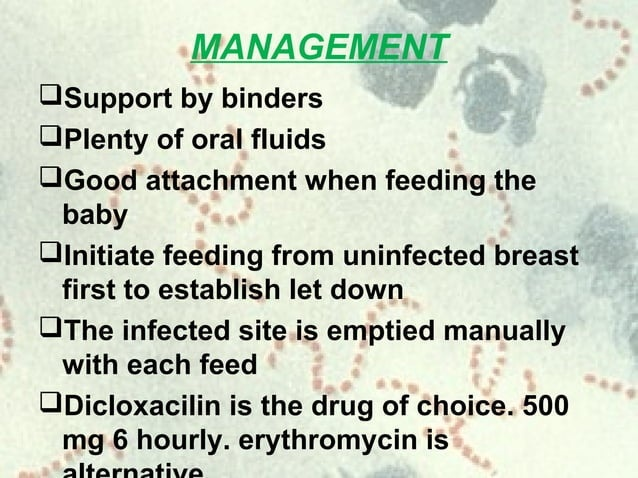 MANAGEMENT
❑Support by binders
❑Plenty of oral fluids
❑Good attachment when feeding the
baby
❑Initiate feeding from uninfected breast
first to establish let down
❑The infected site is emptied manually
with each feed
❑Dicloxacilin is the drug of choice. 500
mg 6 hourly. erythromycin is
alternative